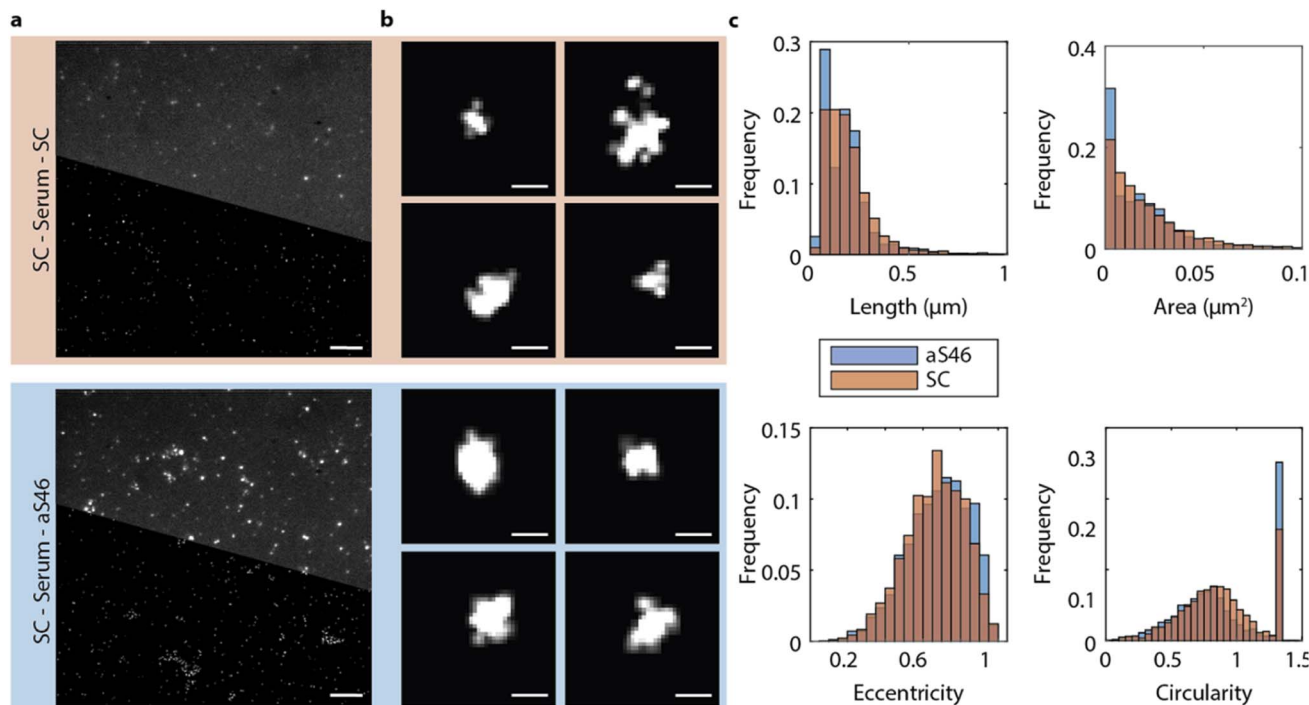 a
b
c
SC - Serum - SC
SC - Serum - aS46
0.3
0.2
0.1
0
Frequency
0
0.5
1
Length (µm)
0.4
0.2
0
Frequency
0
0.05
0.1
Area (µm²)
aS46
SC
0.15
0.1
0.05
0
Frequency
0.2
0.6
1
Eccentricity
0.3
0.2
0.1
0
Frequency
0
0.5
1
1.5
Circularity